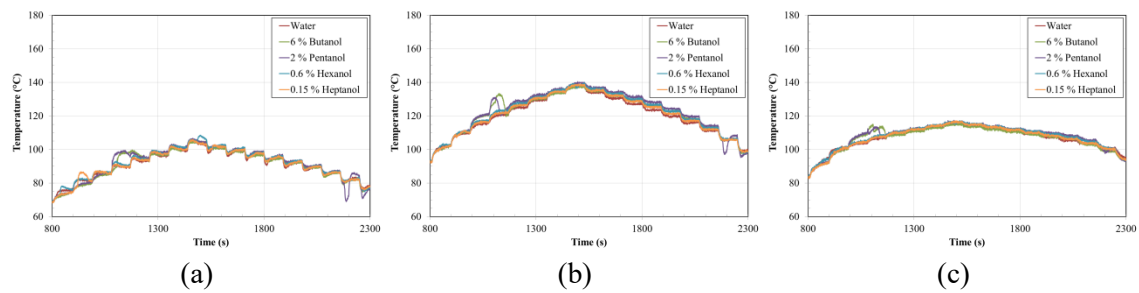 180
160
140
120
100
80
60
Temperature (°C)
800
1300
1800
2300
Time (s)
Water
6 % Butanol
2 % Pentanol
0.6 % Hexanol
0.15 % Heptanol
(a)
180
160
140
120
100
80
60
Temperature (°C)
800
1300
1800
2300
Time (s)
Water
6 % Butanol
2 % Pentanol
0.6 % Hexanol
0.15 % Heptanol
(b)
180
160
140
120
100
80
60
Temperature (°C)
800
1300
1800
2300
Time (s)
Water
6 % Butanol
2 % Pentanol
0.6 % Hexanol
0.15 % Heptanol
(c)